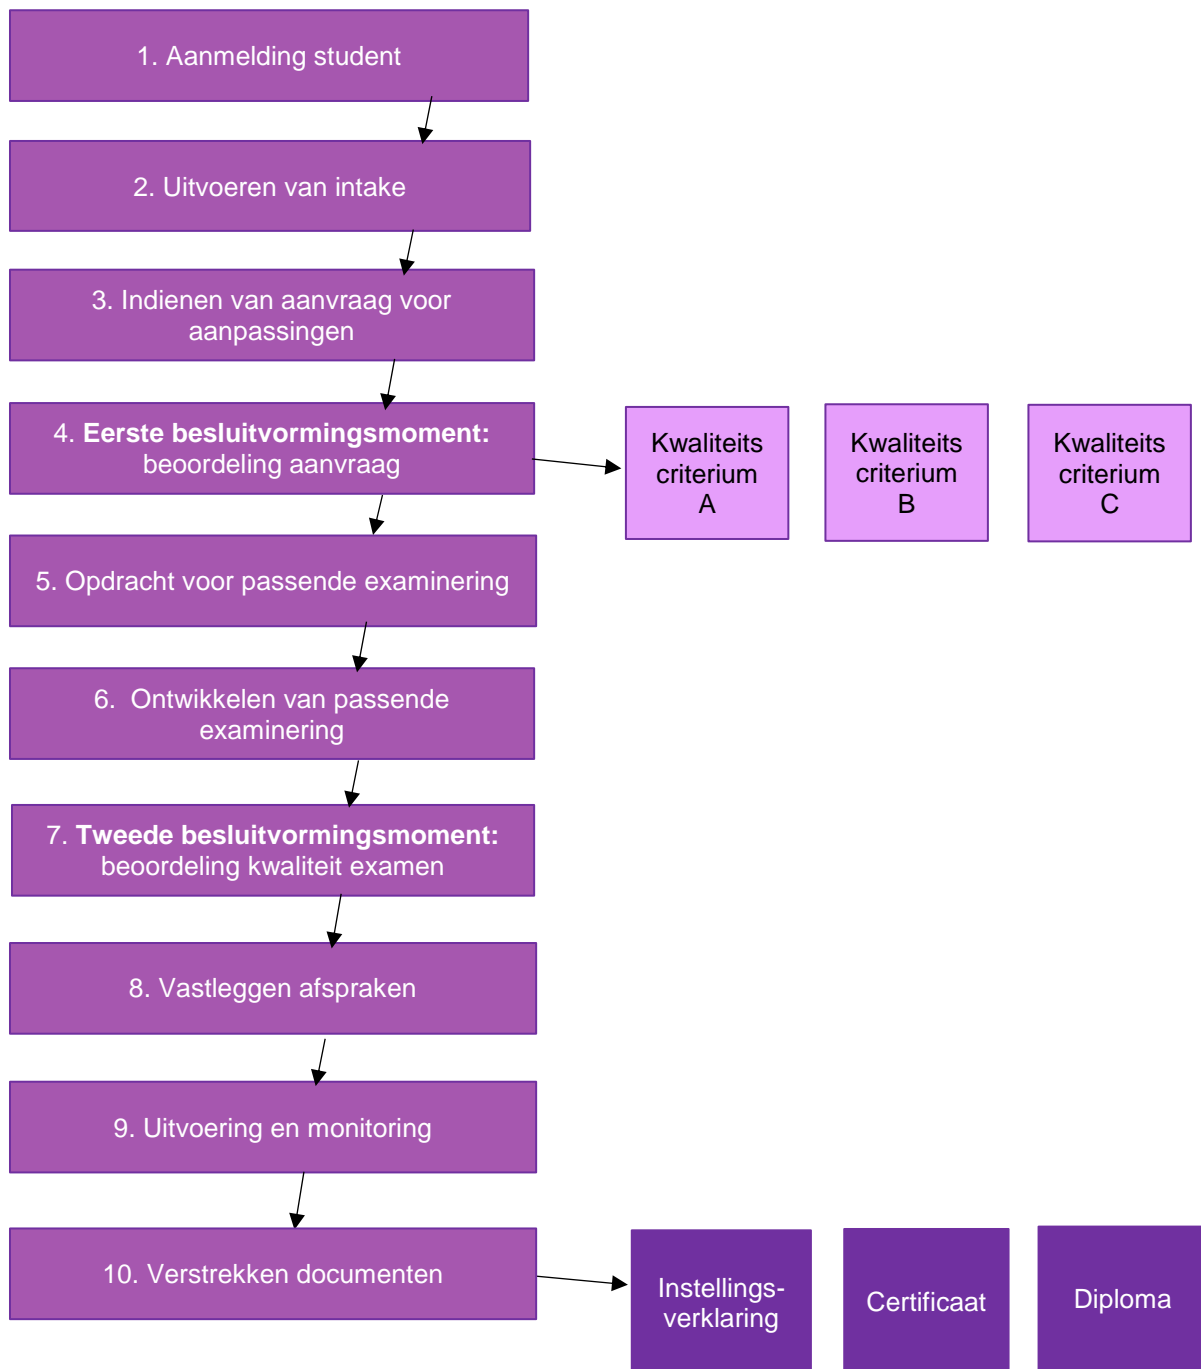 1. Aanmelding student
2. Uitvoeren van intake
3. Indienen van aanvraag voor
aanpassingen
4. Eerste besluitvormingsmoment:
beoordeling aanvraag
Kwaliteits
criterium
A
Kwaliteits
criterium
B
Kwaliteits
criterium
C
5. Opdracht voor passende examinering
6. Ontwikkelen van passende
examinering
7. Tweede besluitvormingsmoment:
beoordeling kwaliteit examen
8. Vastleggen afspraken
9. Uitvoering en monitoring
10. Verstrekken documenten
Instellings-
verklaring
Certificaat
Diploma